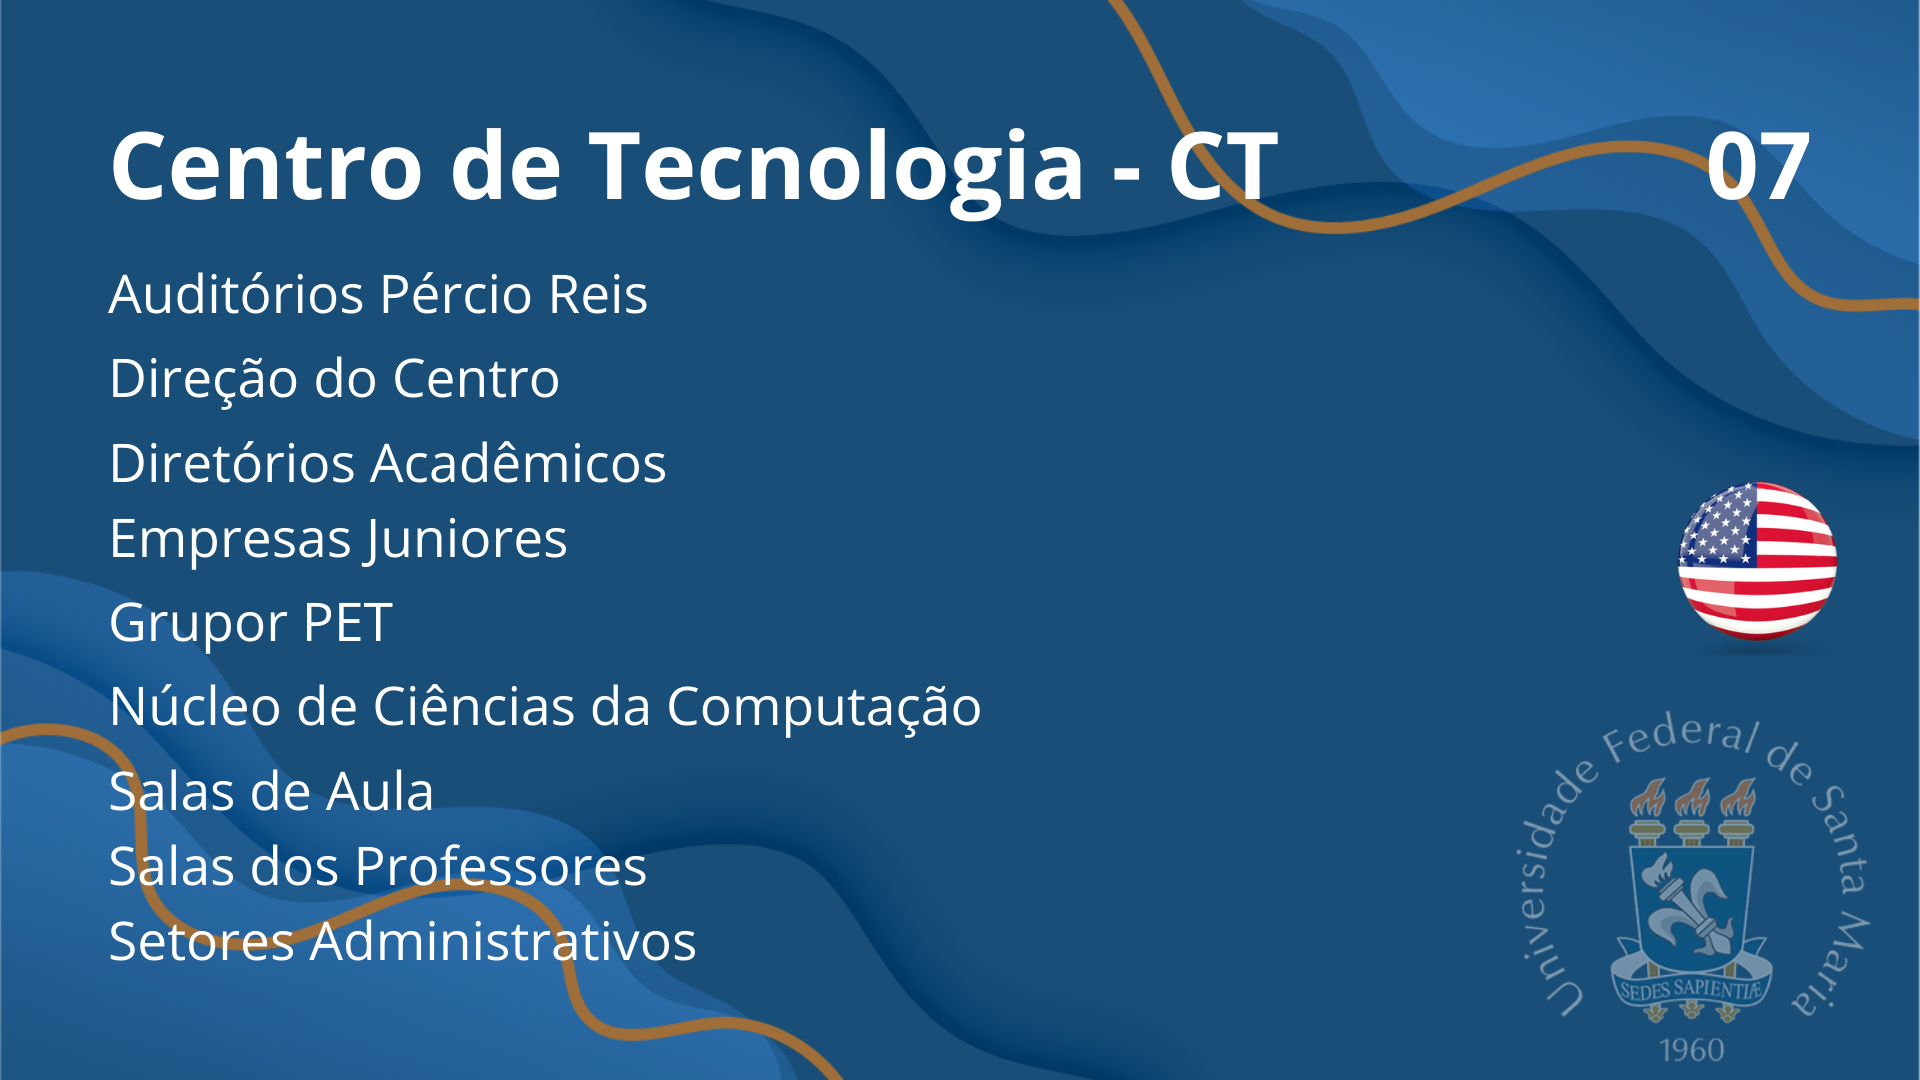 Centro de Tecnologia - CT 07
Auditórios Pércio Reis
Direção do Centro
Diretórios Acadêmicos
Empresas Juniores
Grupor PET
Núcleo de Ciências da Computação
Salas de Aula
Salas dos Professores
Setores Administrativos
Universidade Federal de Santa Maria
SEDES SAPIENTIÆ
1960